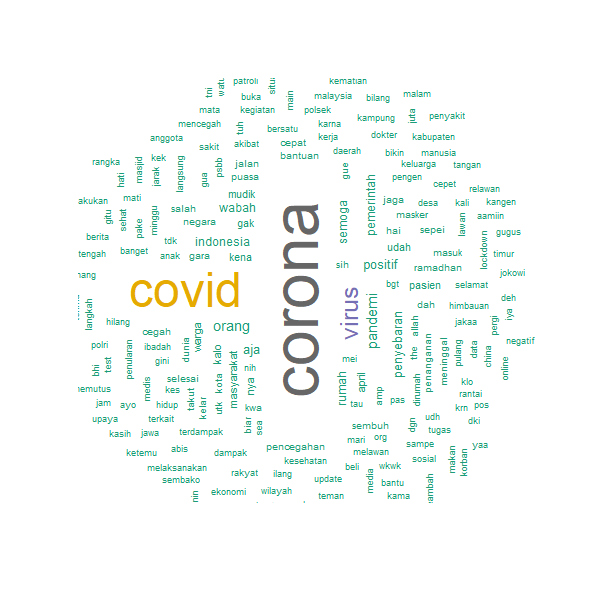 patroli
kematian
tni
situ
buka
main
malaysia
bilang
malam
mata
kegiatan
polsek
kampung
juta
penyakit
mencegah
tuh
bersatu
karna
anggota
sakit
akibat
cepat
kerja
dokter
kabupaten
rangka
masjid
kek
langsung
psbb
jalan
bantuan
daerah
bikin
manusia
hati
jarak
gua
puasa
gue
pemerintah
keluarga
tangan
pengen
cepet
relawan
akukan
mati
mudik
jaga
desa
kali
kangen
gitu
sehat
pake
minggu
salah
wabah
semoga
masker
lawan
aamiin
negara
gak
hai
sepei
gugus
berita
tdk
indonesia
udah
lockdown
tengah
banget
anak
gara
kena
corona
sih
positif
ramadhan
masuk
timur
nang
covid
virus
bgt
pasien
selamat
jokowi
langkah
pandemi
dah
himbauan
deh
hilang
cegah
warga
orang
penyebaran
allah
jakaa
pergi
iya
polri
penularan
ibadah
dunia
kalo
aja
the
penanganan
pulang
data
china
negatif
bhi
test
gini
masyarakat
mei
meninggal
online
nih
rumah
april
memutus
medis
selesai
kota
nya
amp
dirumah
klo
kes
takut
rantai
jam
ayo
hidup
kelar
utk
kwa
tau
pas
krn
pos
upaya
terkait
biar
sea
sembuh
dgn
udh
dki
kasih
jawa
terdampak
mari
org
tugas
ketemu
abis
dampak
pencegahan
melawan
sampe
yaa
melaksanakan
kesehatan
beli
wkwk
sosial
makan
korban
sembako
rakyat
ilang
update
media
bantu
nin
ekonomi
wilayah
teman
kama
ambah